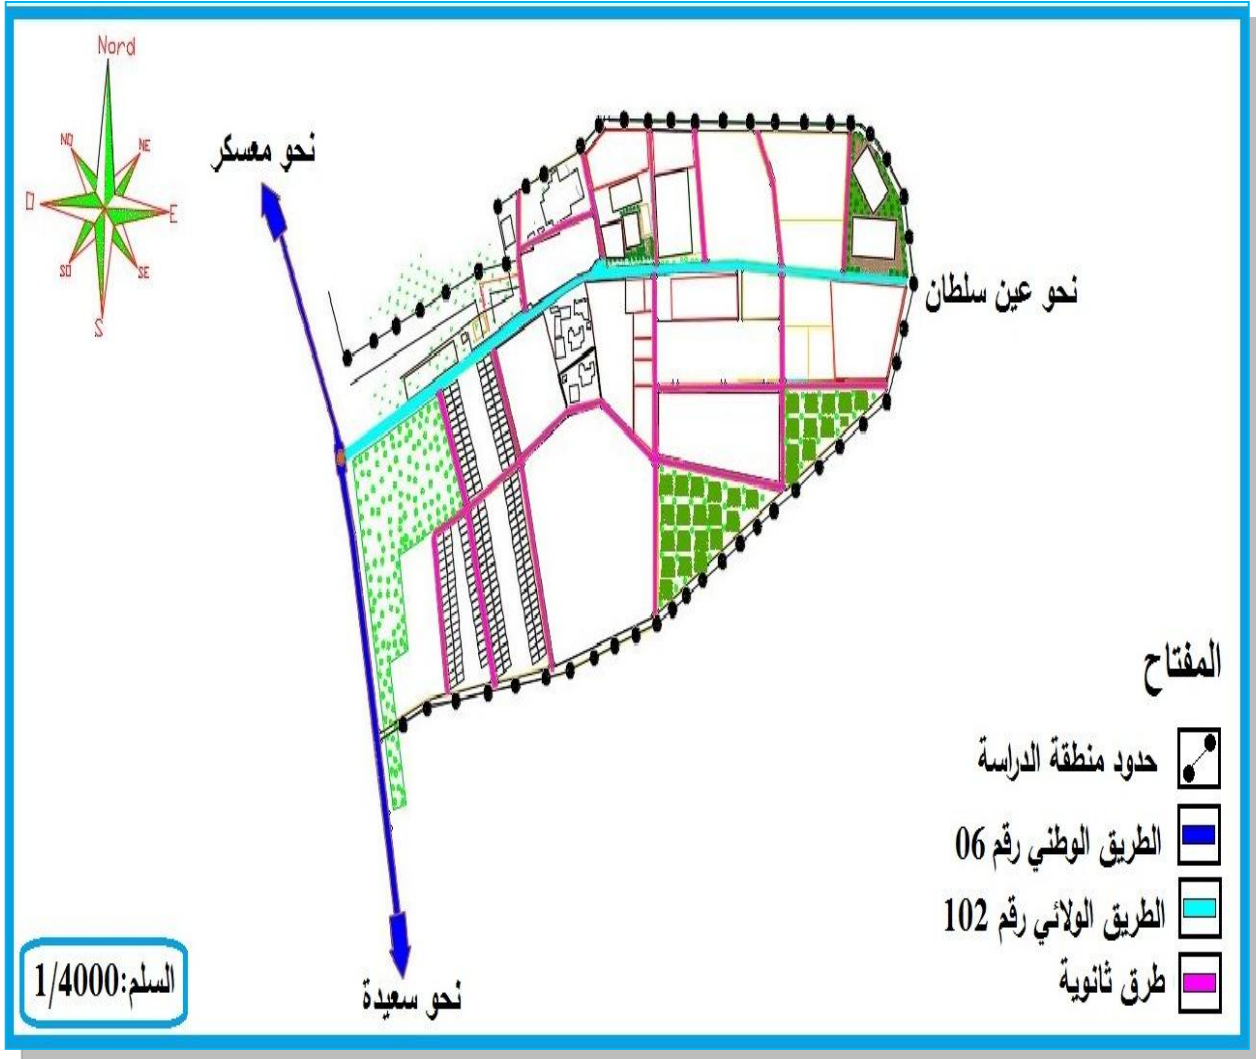 Nord
NO
NE
O
E
SO
SE
S
نحو معسكر
نحو عين سلطان
نحو سعيدة
المفتاح
حدود منطقة الدراسة
الطريق الوطني رقم 06
الطريق الولائي رقم 102
طرق ثانوية
السلم:1/4000